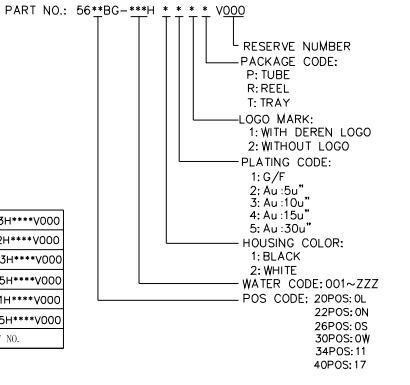 PART NO.: 56**BG-***H * * * * V000
RESERVE NUMBER
PACKAGE CODE:
P: TUBE
R: REEL
T: TRAY
LOGO MARK:
1: WITH DEREN LOGO
2: WITHOUT LOGO
PLATING CODE:
1: G/F
2: Au :5u"
3: Au :10u"
4: Au :15u"
5: Au :30u"
HOUSING COLOR:
1: BLACK
2: WHITE
WATER CODE: 001~ZZZ
POS CODE: 20POS: 0L
22POS: 0N
26POS: 0S
30POS: 0W
34POS: 11
40POS: 17
3H****V000
2H****V000
3H****V000
5H****V000
1H****V000
5H****V000
NO.